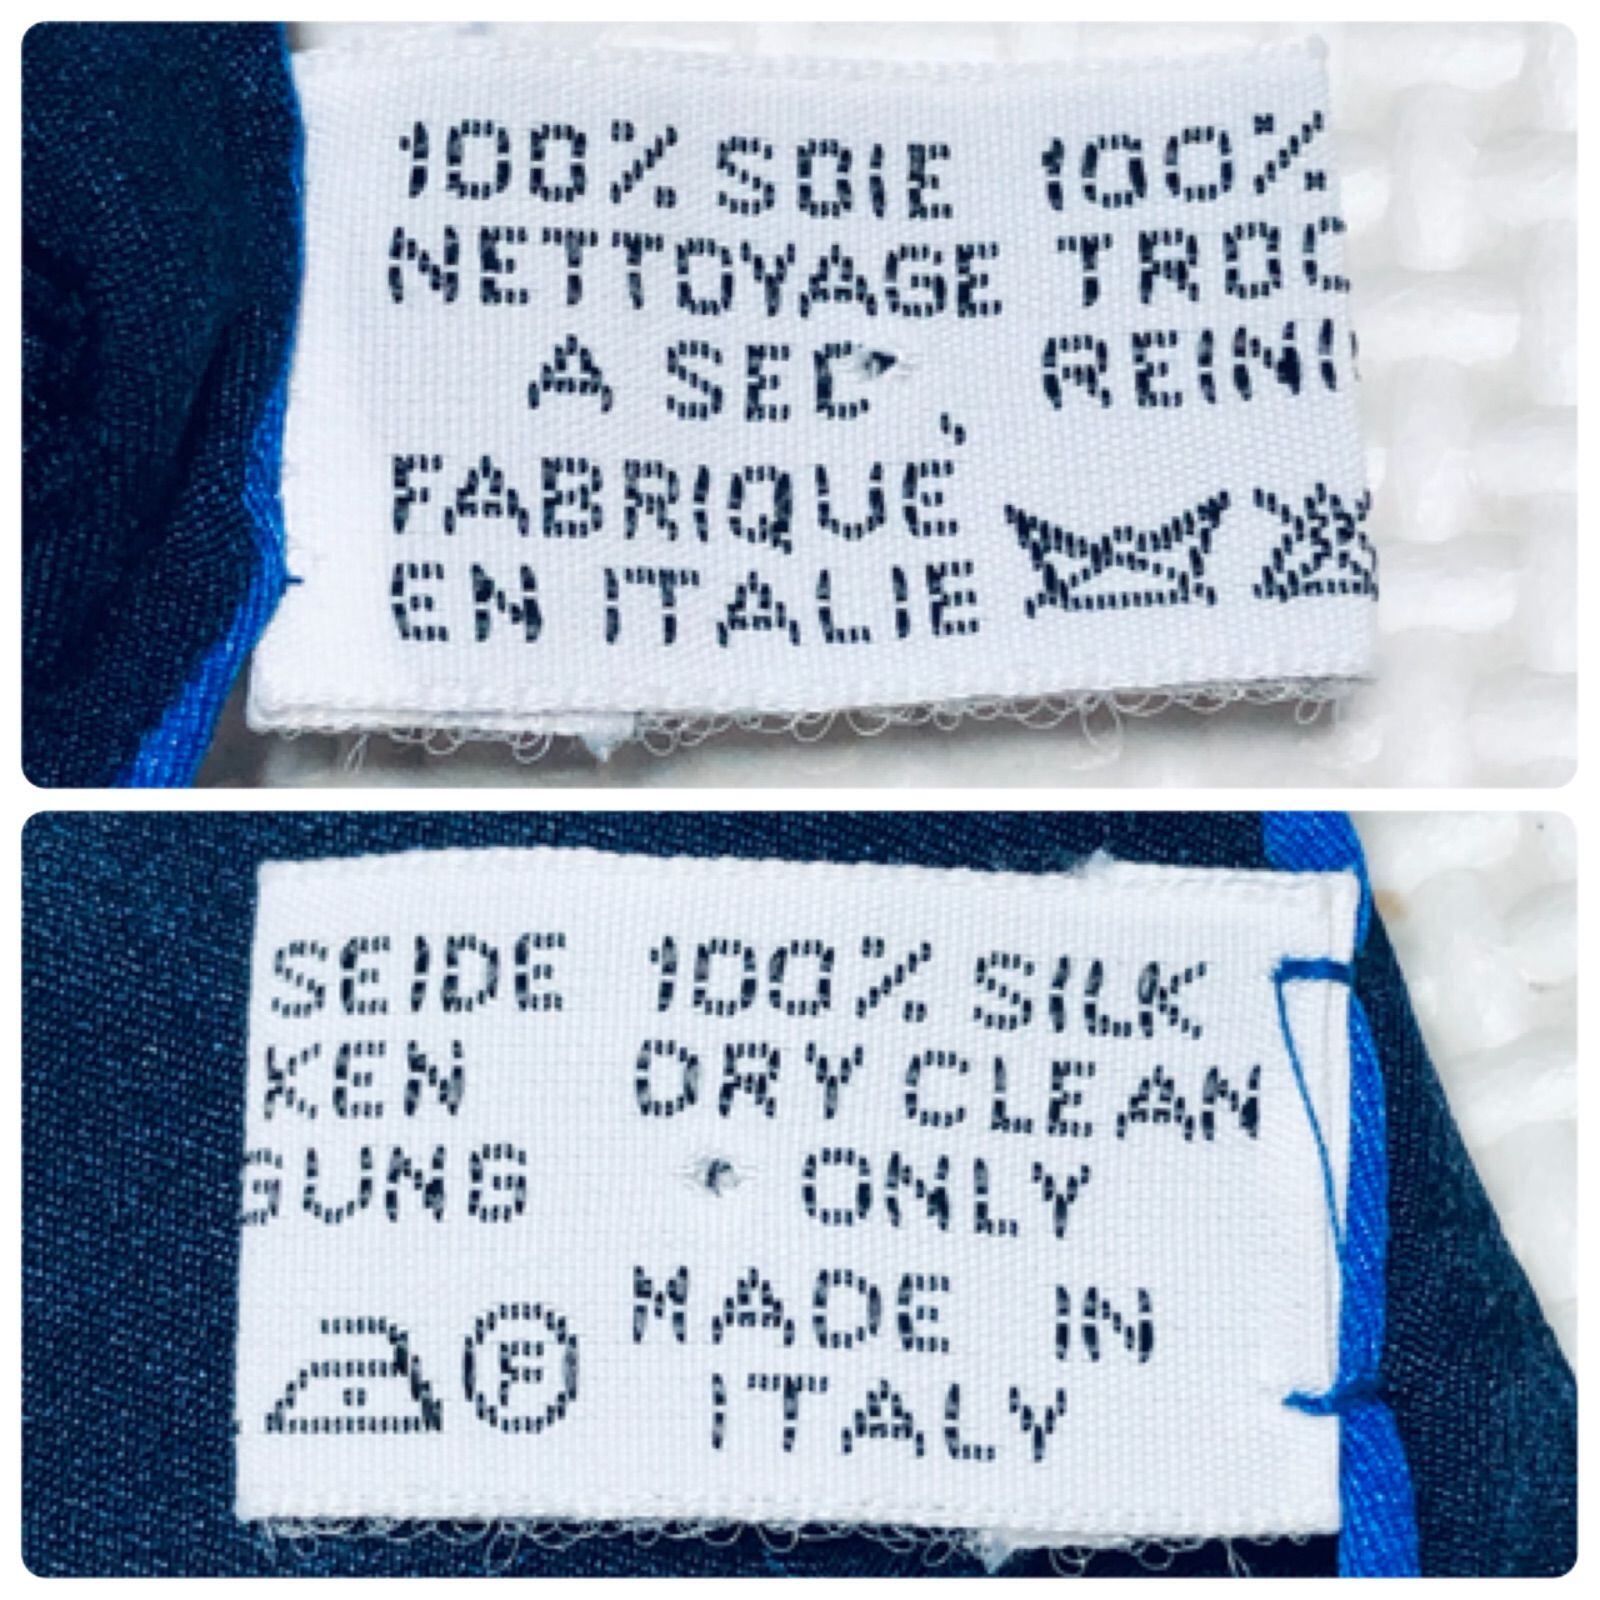 100% SOIE 100%
NETTOYAGE TROC
A SEC REINI
FABRIQUÉ
EN ITALIE
SEIDE 100% SILK
KEN DRY CLEAN
GUNG ONLY
MADE IN
F
ITALY